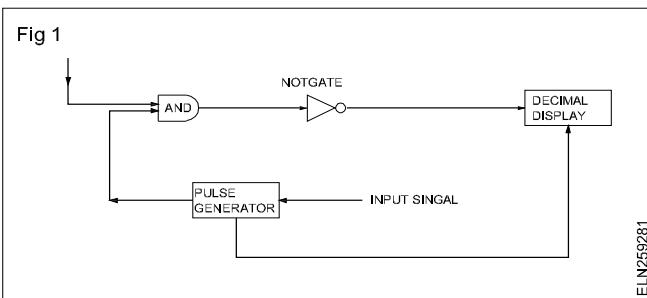 Fig 1
NOTGATE
AND
DECIMAL
DISPLAY
PULSE
GENERATOR
INPUT SINGAL
ELN259281